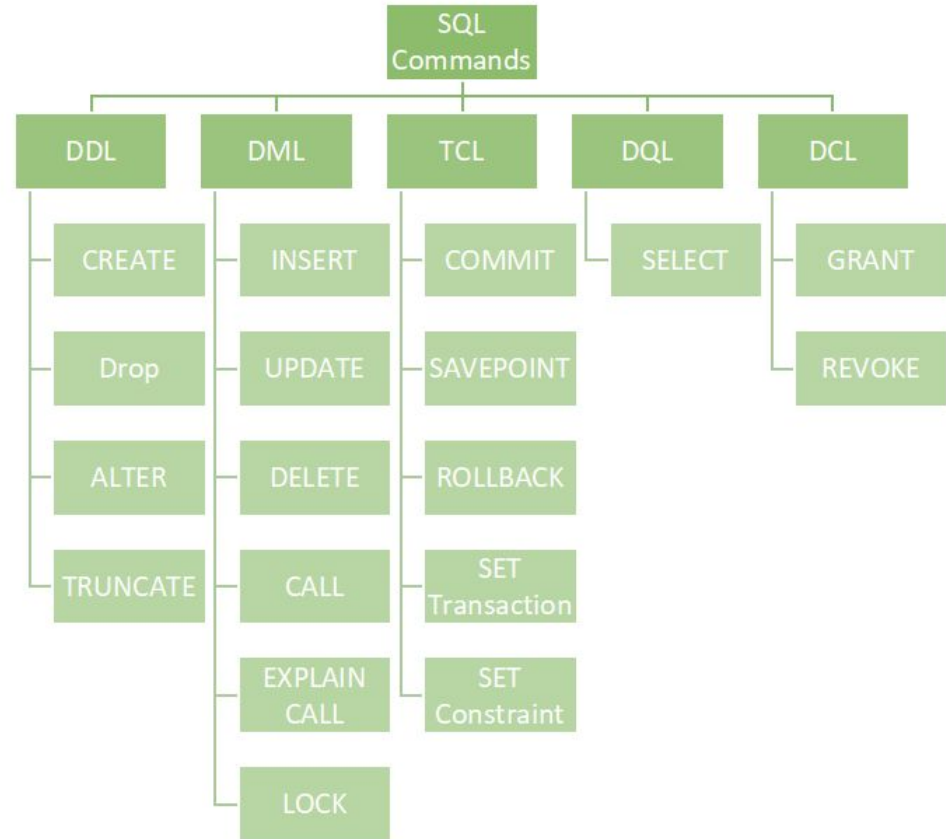 SQL
Commands
DDL
DML
TCL
DQL
DCL
CREATE
Drop
ALTER
TRUNCATE
INSERT
UPDATE
DELETE
CALL
EXPLAIN
CALL
LOCK
COMMIT
SAVEPOINT
ROLLBACK
SET
Transaction
SET
Constraint
SELECT
GRANT
REVOKE